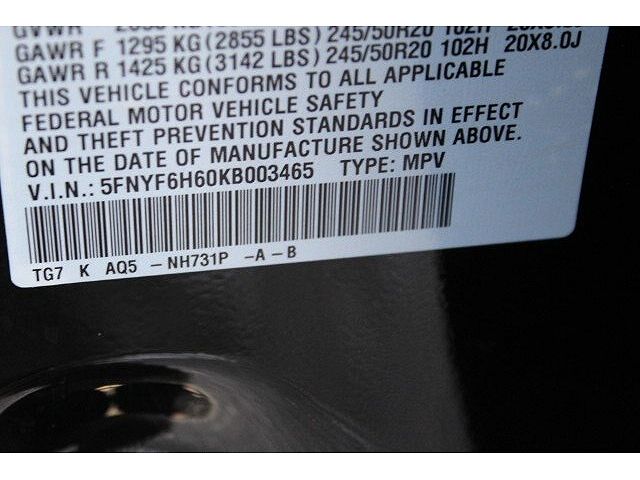 GAWR F 1295 KG (2855 LBS) 245/50R20 102H 20X8.0J
GAWR R 1425 KG (3142 LBS) 245/50R20 102H 20X8.0J
THIS VEHICLE CONFORMS TO ALL APPLICABLE
FEDERAL MOTOR VEHICLE SAFETY
AND THEFT PREVENTION STANDARDS IN EFFECT
ON THE DATE OF MANUFACTURE SHOWN ABOVE.
V.I.N.: 5FNYF6H60KB003465 TYPE: MPV
TG7 K AQ5 -NH731P -A-B